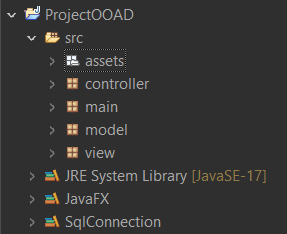 ProjectOOAD
src
assets
controller
main
model
view
JRE System Library [JavaSE-17]
JavaFX
SqlConnection